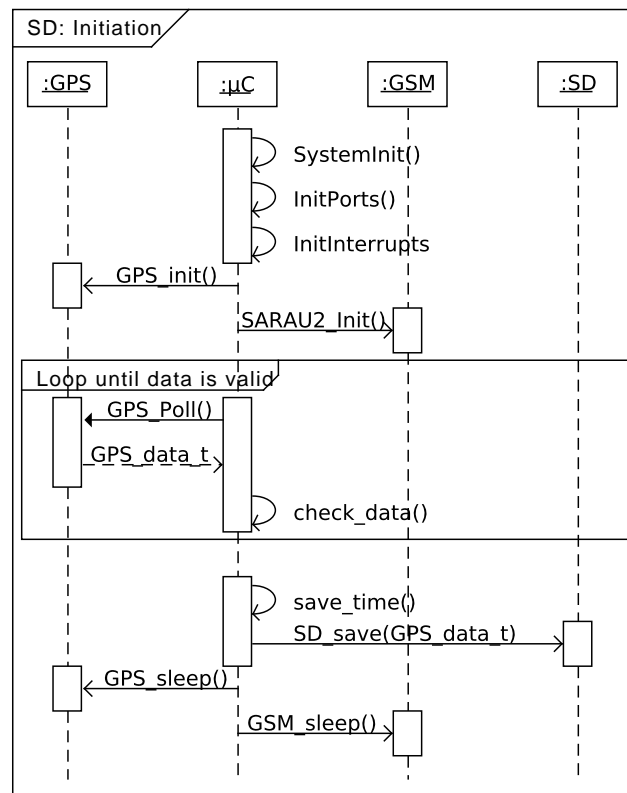 SD: Initiation
:GPS
:µC
:GSM
:SD
SystemInit()
InitPorts()
InitInterrupts
GPS_init()
SARAU2_Init()
Loop until data is valid
GPS_Poll()
GPS_data_t
check_data()
save_time()
SD_save(GPS_data_t)
GPS_sleep()
GSM_sleep()